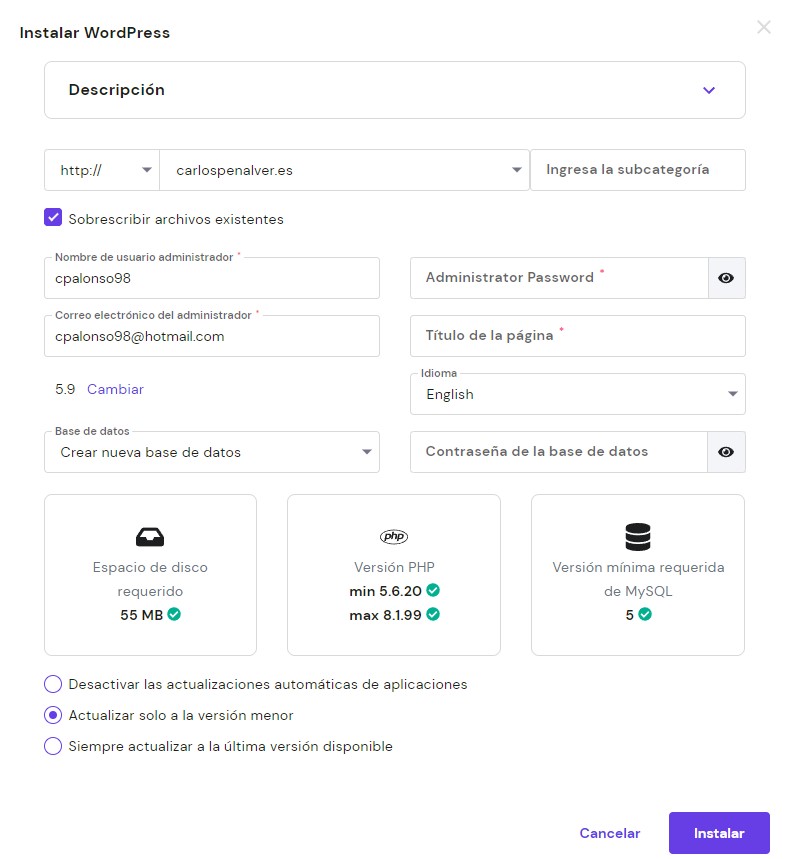 Instalar WordPress
Descripción
http://
carlospenalver.es
Ingresa la subcategoría
Sobrescribir archivos existentes
Nombre de usuario administrador *
cpalonso98
Administrator Password *
Correo electrónico del administrador *
cpalonso98@hotmail.com
Título de la página *
5.9 Cambiar
Idioma
English
Base de datos
Crear nueva base de datos
Contraseña de la base de datos
Espacio de disco
requerido
55 MB
php
Versión PHP
min 5.6.20
max 8.1.99
Versión mínima requerida
de MySQL
5
Desactivar las actualizaciones automáticas de aplicaciones
Actualizar solo a la versión menor
Siempre actualizar a la última versión disponible
Cancelar
Instalar